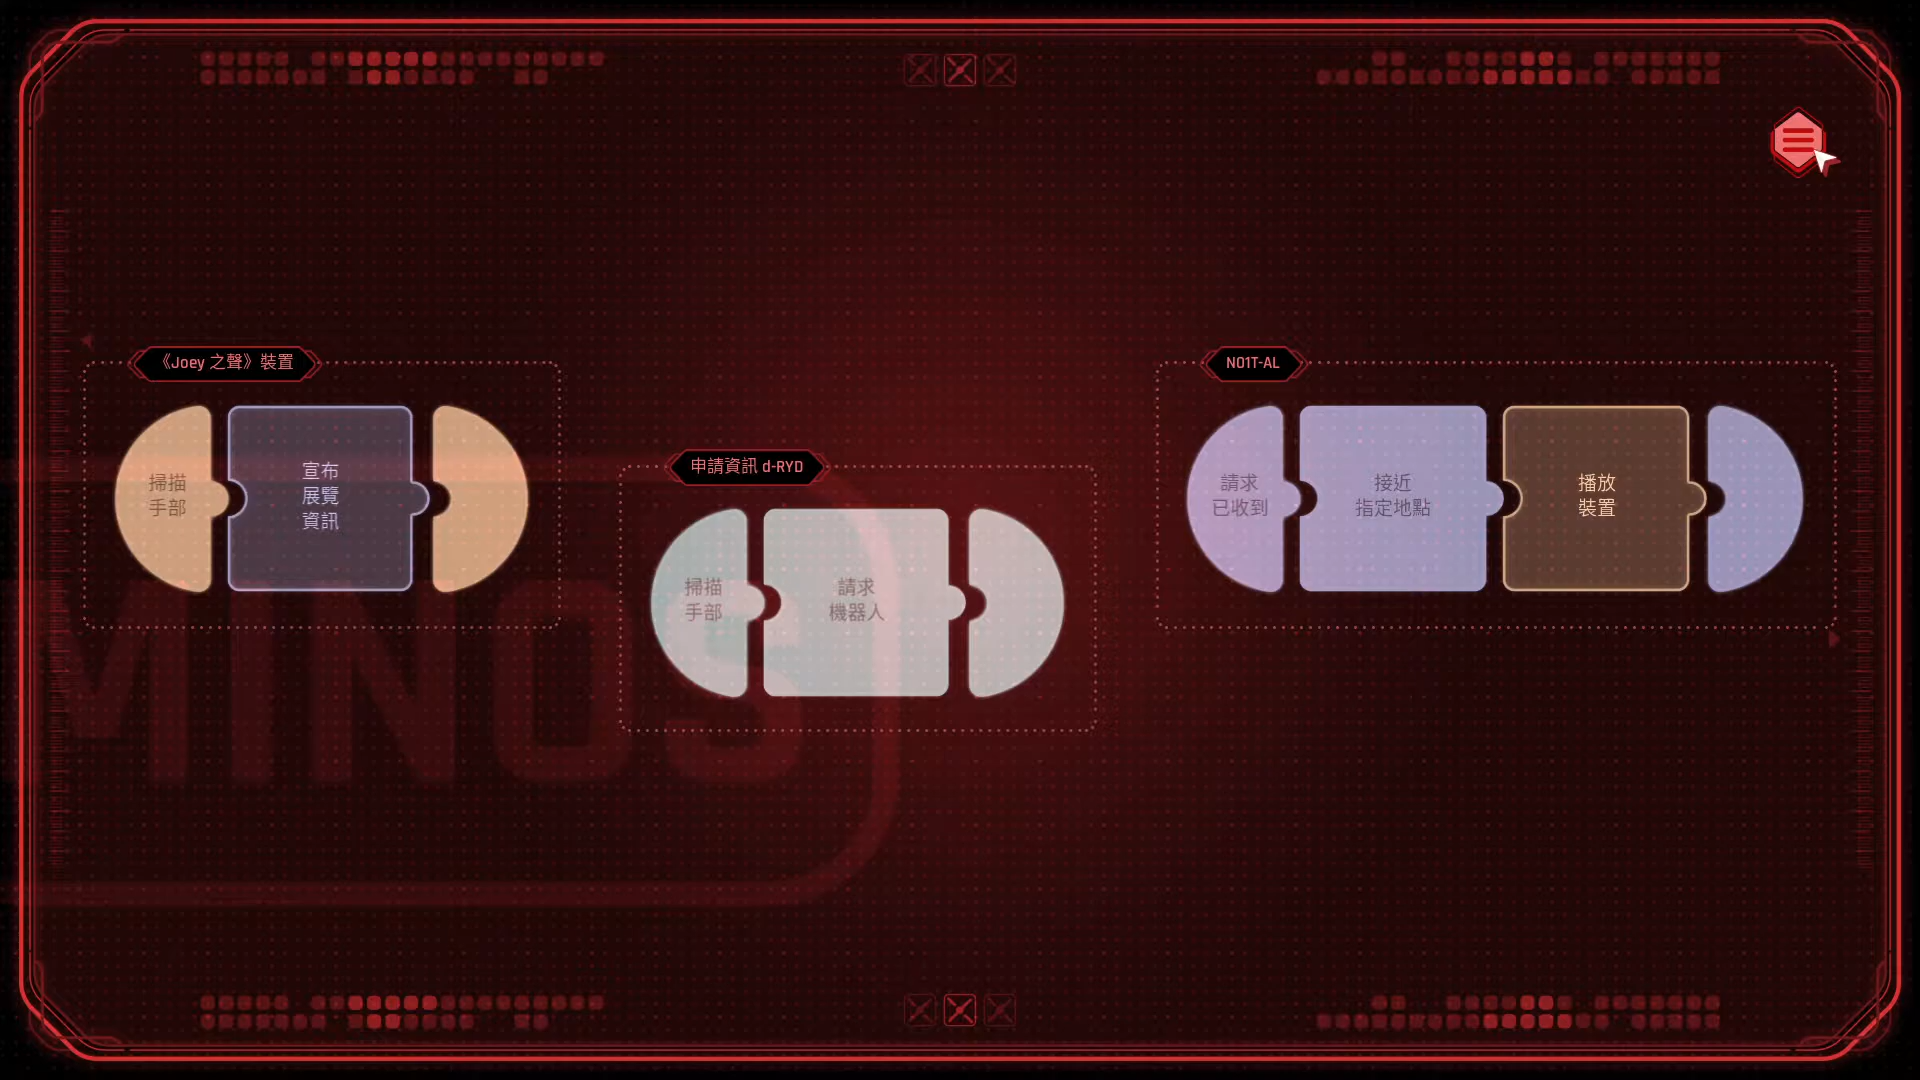 《Joey 之聲》裝置
掃描
手部
宣布
展覽
資訊
申請資訊 d-RYD
掃描
手部
請求
機器人
NO1T-AL
請求
已收到
接近
指定地點
播放
裝置
MINOS